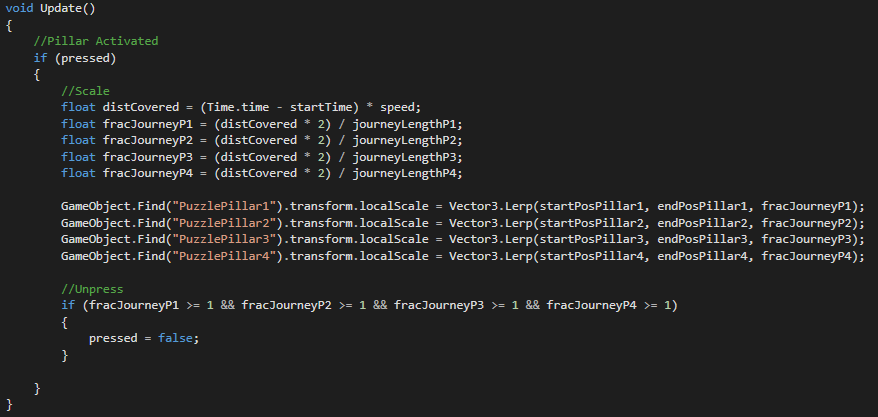 void Update()
{
    //Pillar Activated
    if (pressed)
    {
        //Scale
        float distCovered = (Time.time - startTime) * speed;
        float fracJourneyP1 = (distCovered * 2) / journeyLengthP1;
        float fracJourneyP2 = (distCovered * 2) / journeyLengthP2;
        float fracJourneyP3 = (distCovered * 2) / journeyLengthP3;
        float fracJourneyP4 = (distCovered * 2) / journeyLengthP4;

        GameObject.Find("PuzzlePillar1").transform.localScale = Vector3.Lerp(startPosPillar1, endPosPillar1, fracJourneyP1);
        GameObject.Find("PuzzlePillar2").transform.localScale = Vector3.Lerp(startPosPillar2, endPosPillar2, fracJourneyP2);
        GameObject.Find("PuzzlePillar3").transform.localScale = Vector3.Lerp(startPosPillar3, endPosPillar3, fracJourneyP3);
        GameObject.Find("PuzzlePillar4").transform.localScale = Vector3.Lerp(startPosPillar4, endPosPillar4, fracJourneyP4);

        //Unpress
        if (fracJourneyP1 >= 1 && fracJourneyP2 >= 1 && fracJourneyP3 >= 1 && fracJourneyP4 >= 1)
        {
            pressed = false;
        }

    }
}